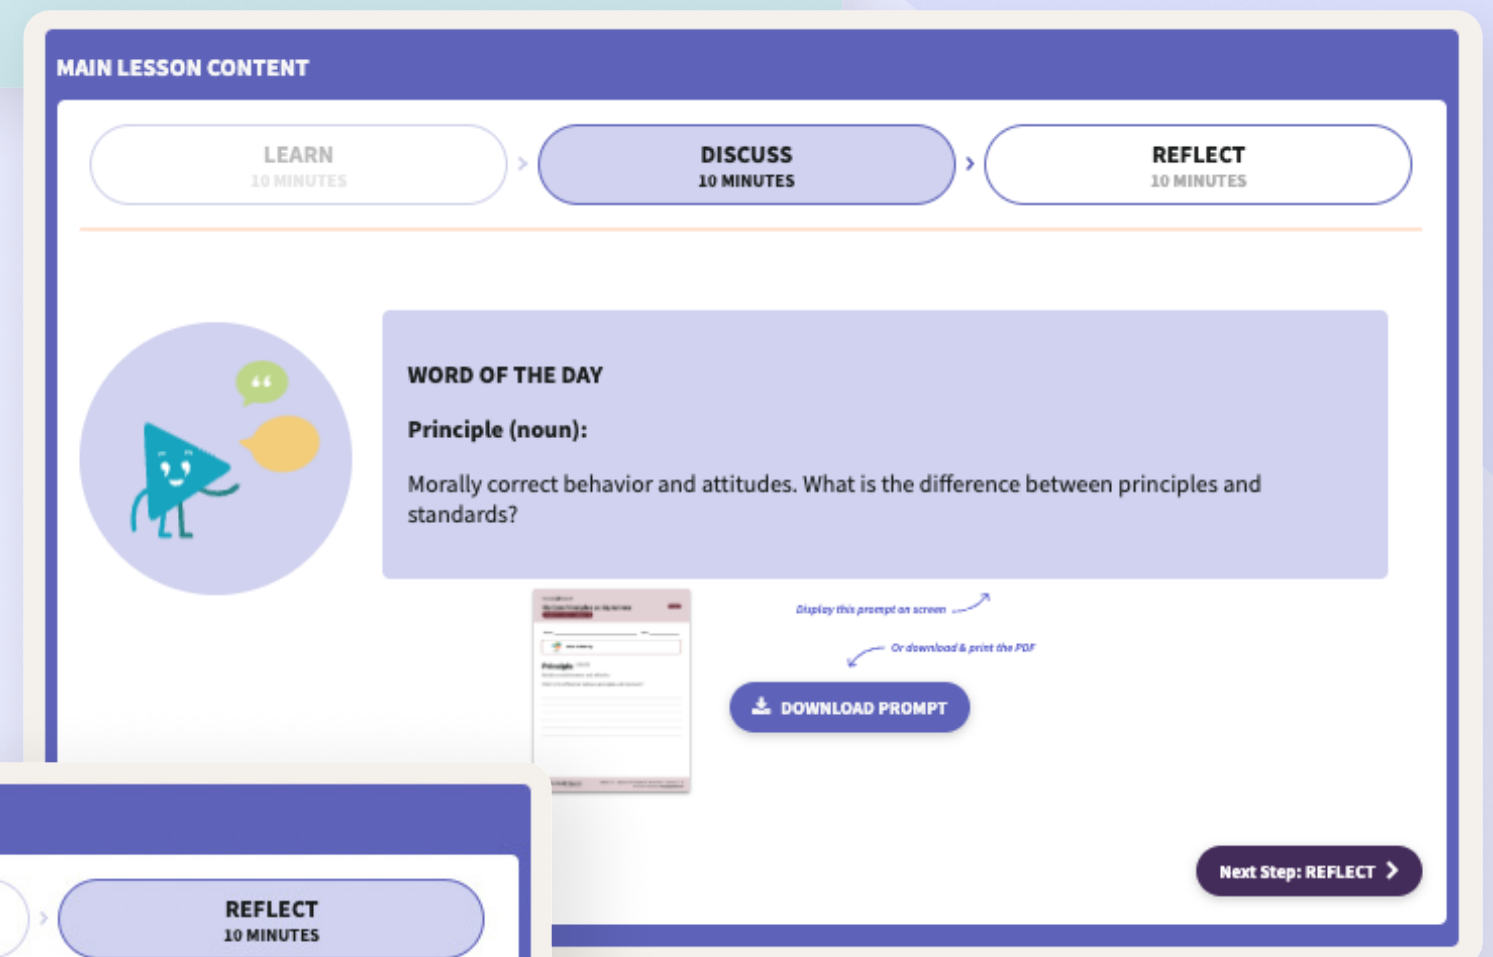 MAIN LESSON CONTENT
LEARN
10 MINUTES
DISCUSS
10 MINUTES
REFLECT
10 MINUTES
WORD OF THE DAY
Principle (noun):
Morally correct behavior and attitudes. What is the difference between principles and
standards?
Display this prompt on screen
Or download & print the PDF
Principle
DOWNLOAD PROMPT
Next Step: REFLECT
REFLECT
10 MINUTES